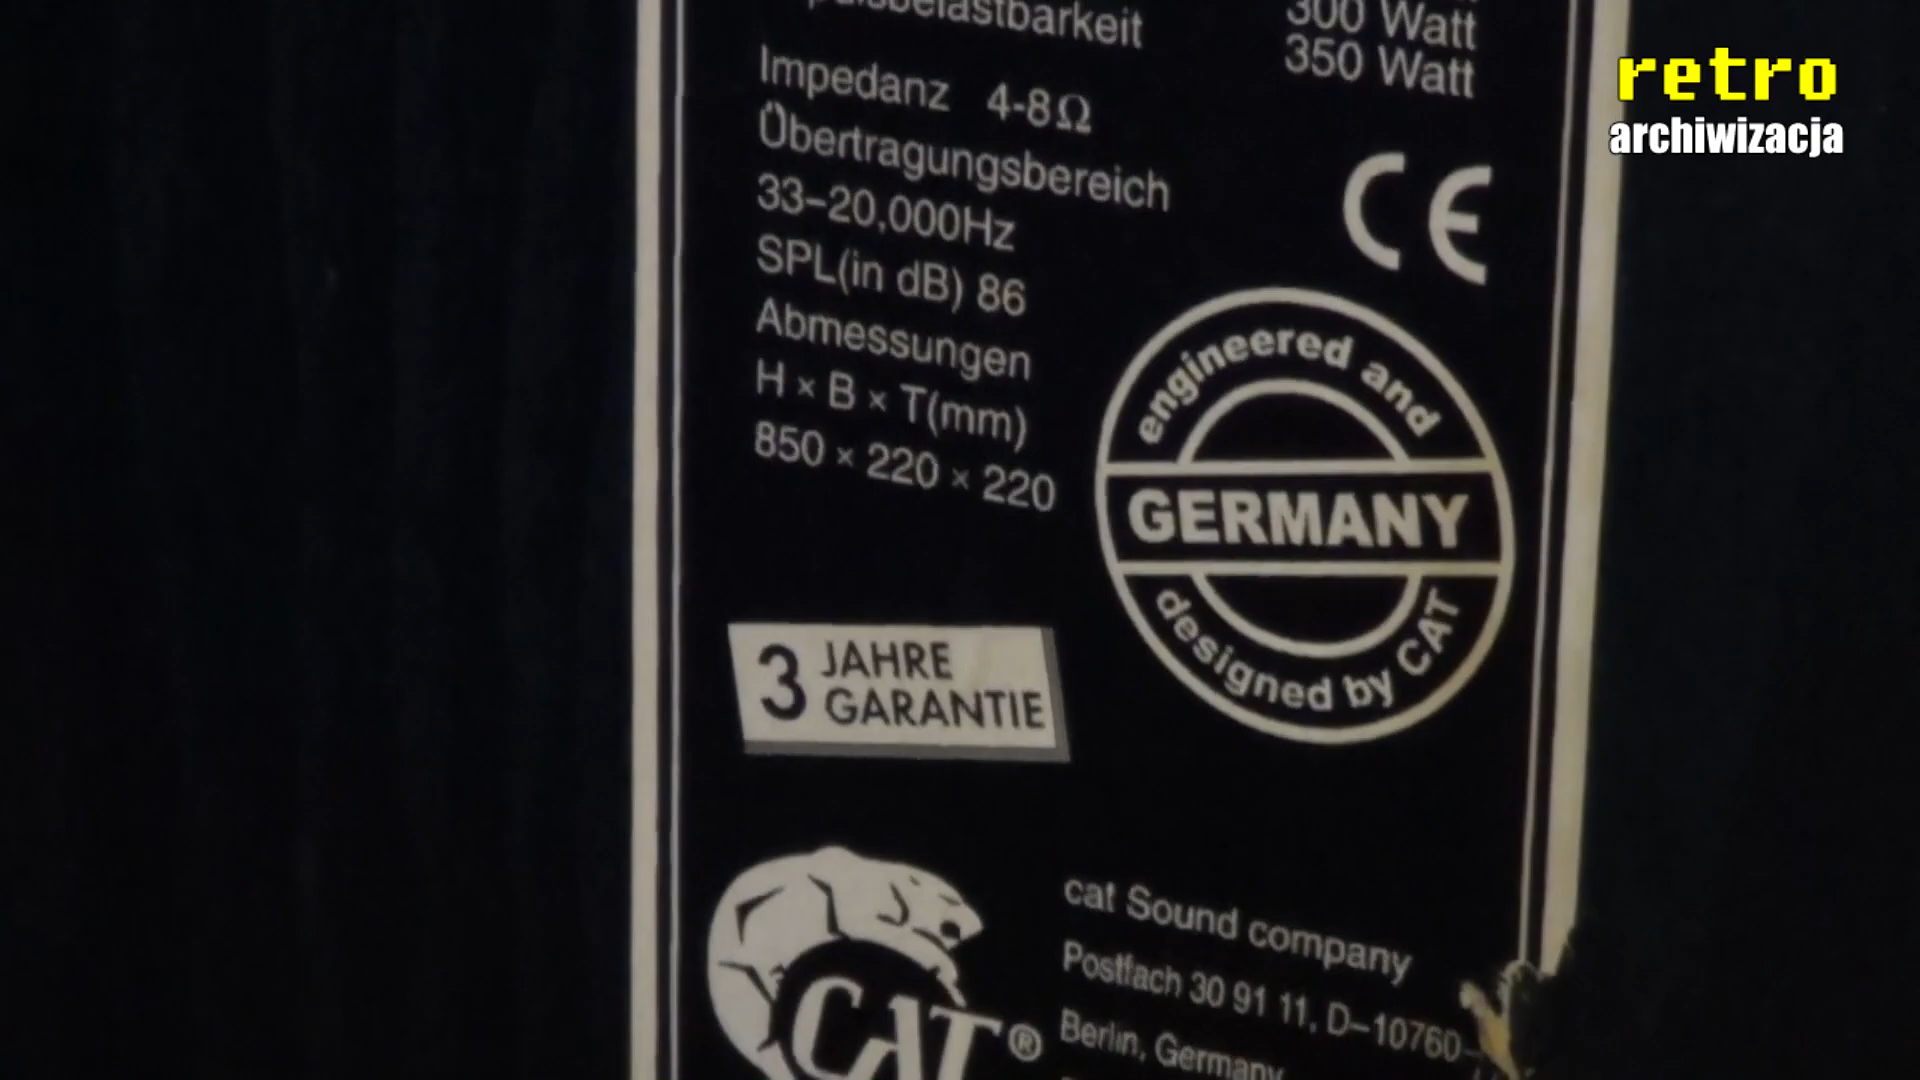 300 Watt
350 Watt
Impedanz 4-8Ω
Übertragungsbereich
33–20,000Hz
SPL(in dB) 86
Abmessungen
H × B × T(mm)
850 × 220 × 220
CE
engineered and
GERMANY
designed by CAT
3 JAHRE
GARANTIE
CAT®
cat Sound company
Postfach 30 91 11, D–10760
Berlin, Germany
retro
archiwizacja